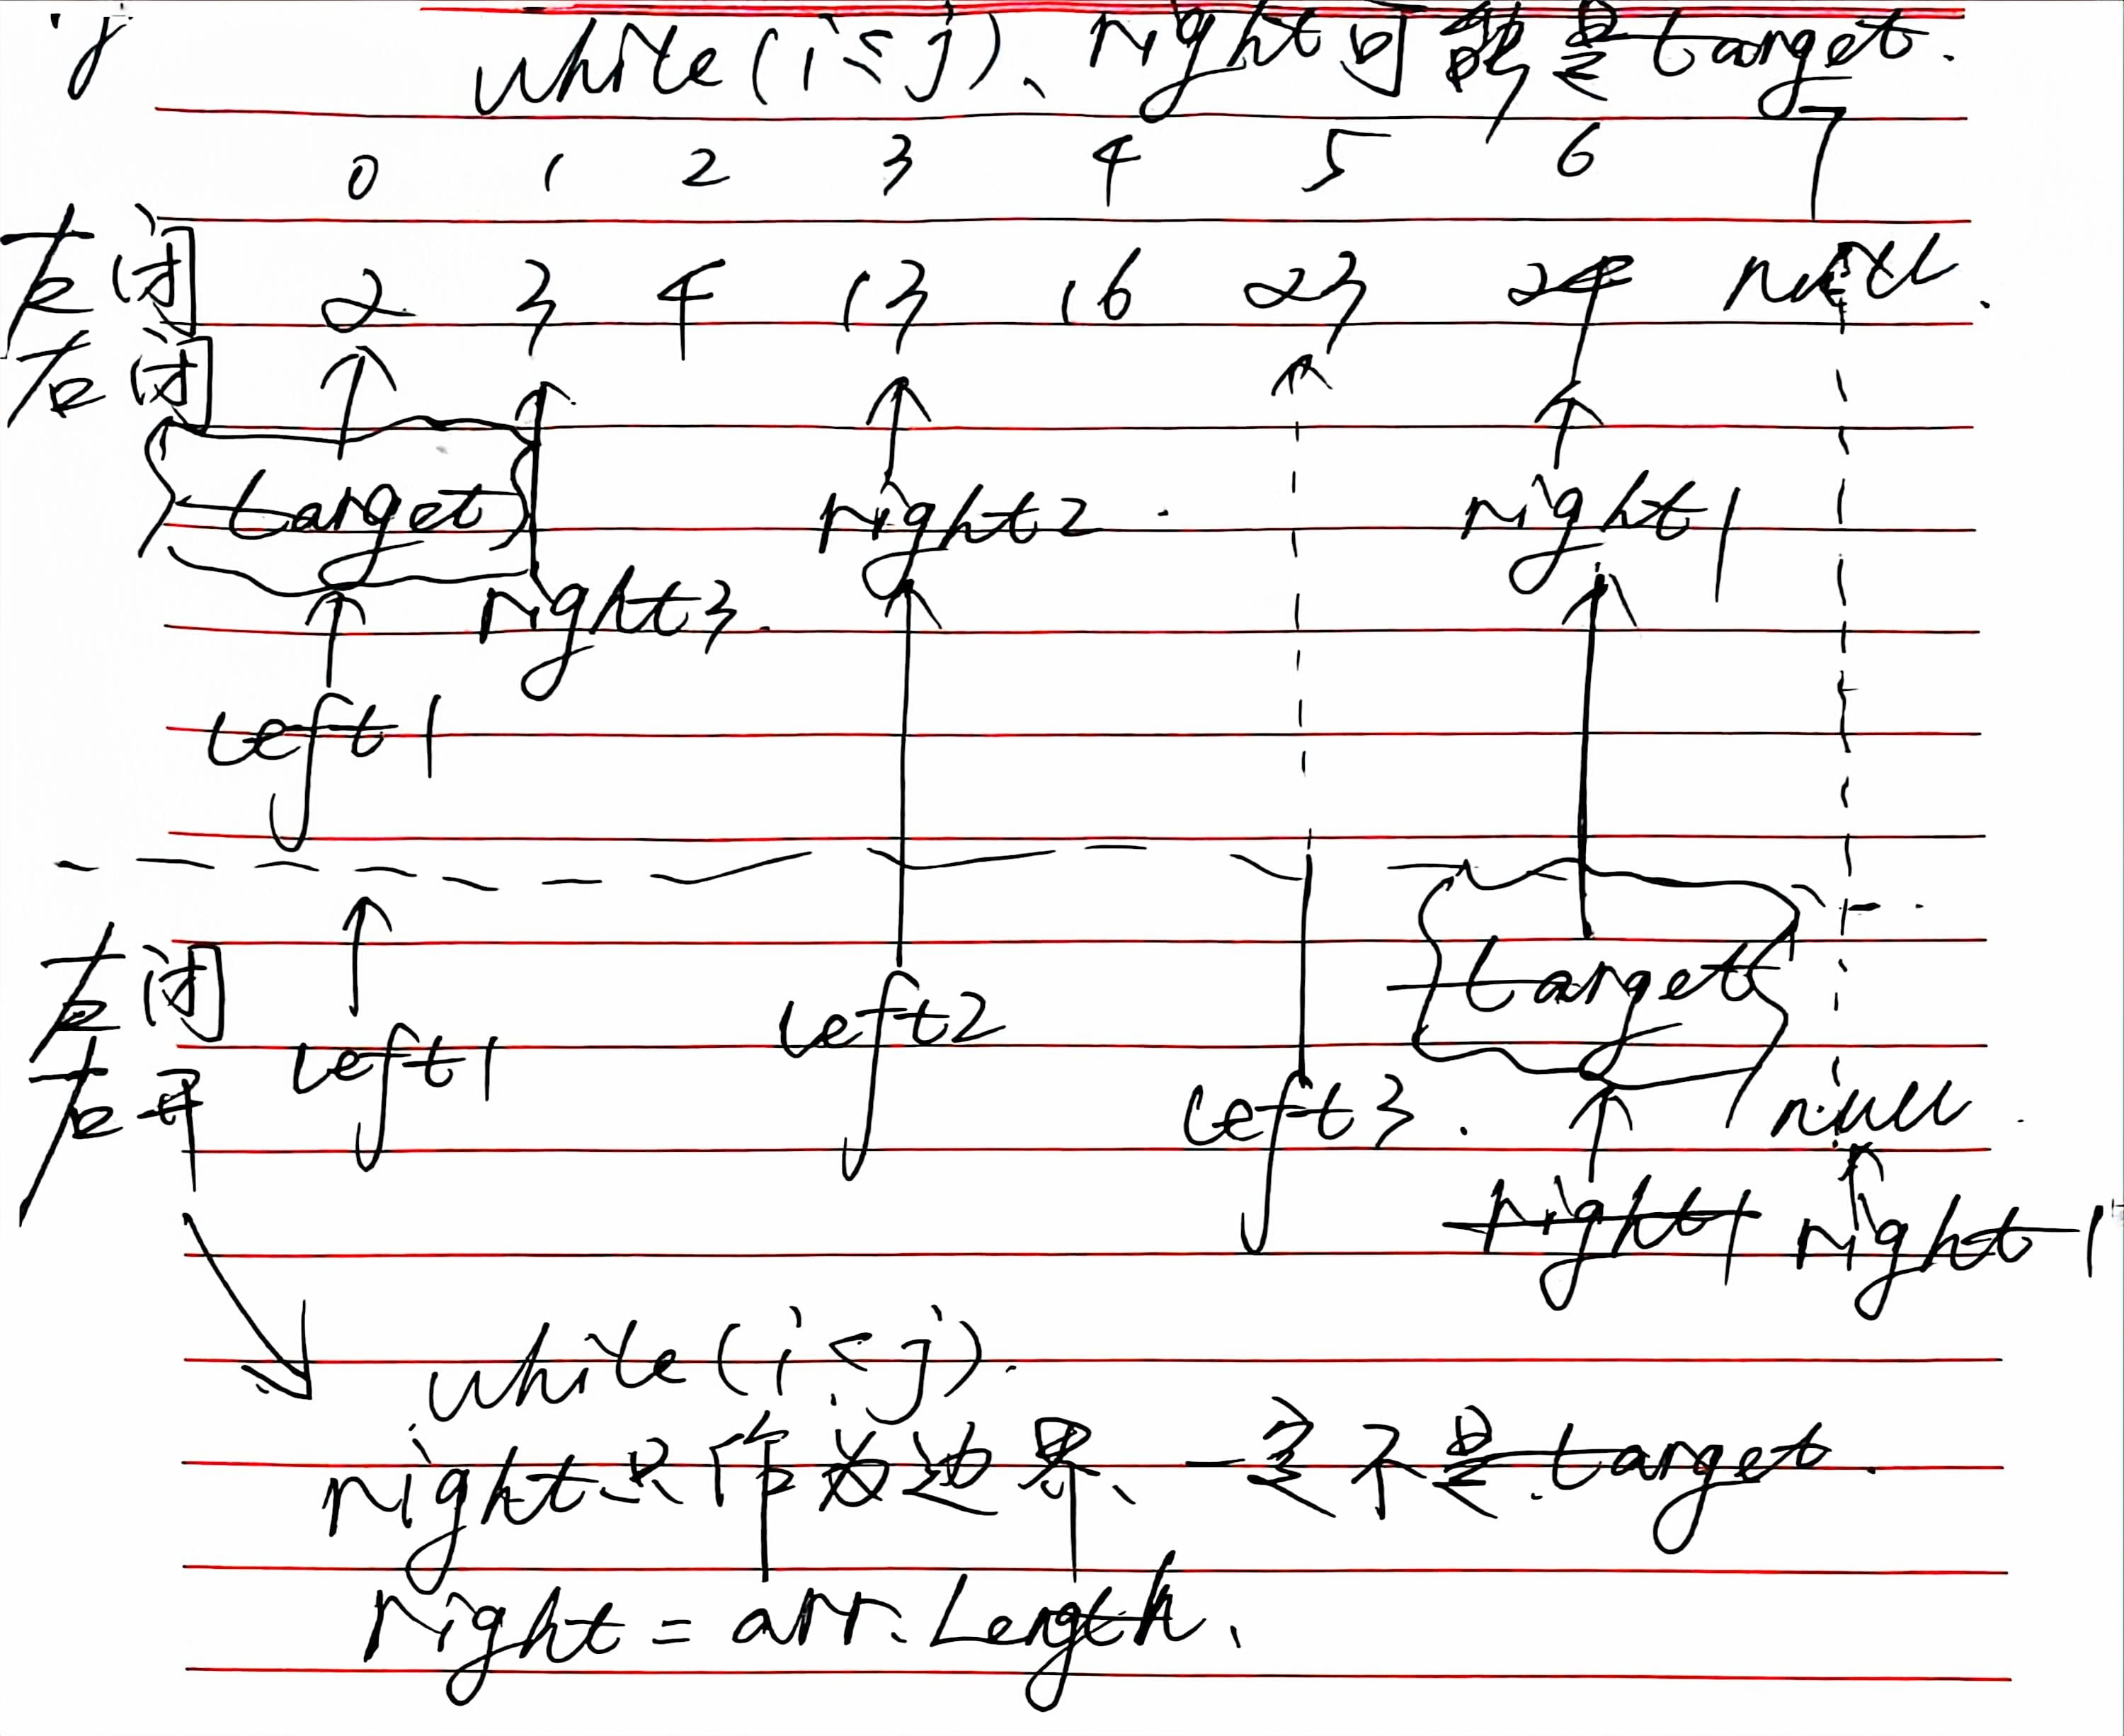 j
while(i≤j)、right可能是target.
0 1 2 3 4 5 6 7
左闭 2 3 4 13 16 23 24 null.
右闭
target right2 right1
right3.
left1
左闭 target
left2
右开 left1
left3. null.
right1 right1
while(i<j).
right只作为边界、一定不是target.
right=arr.Length.